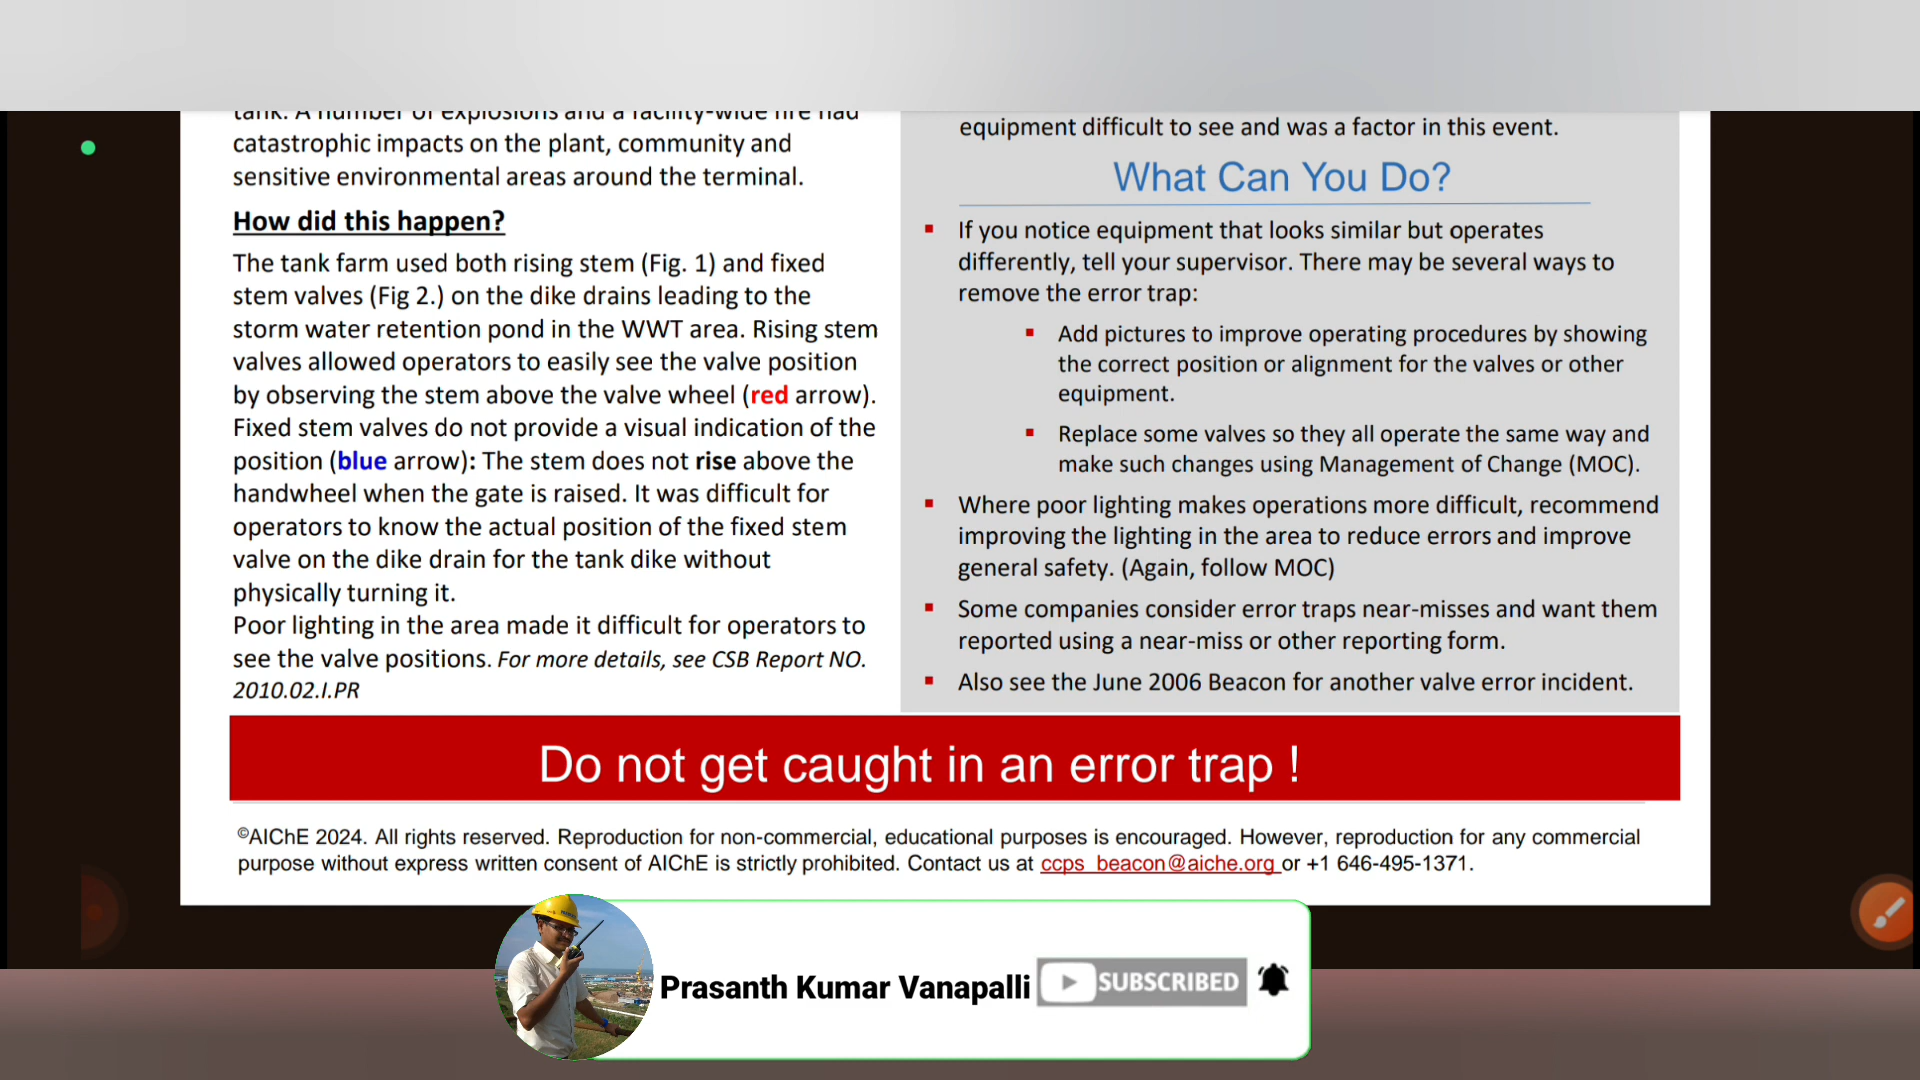 tank. A number of explosions and a facility-wide fire had
catastrophic impacts on the plant, community and
sensitive environmental areas around the terminal.
How did this happen?
The tank farm used both rising stem (Fig. 1) and fixed
stem valves (Fig 2.) on the dike drains leading to the
storm water retention pond in the WWT area. Rising stem
valves allowed operators to easily see the valve position
by observing the stem above the valve wheel (red arrow).
Fixed stem valves do not provide a visual indication of the
position (blue arrow): The stem does not rise above the
handwheel when the gate is raised. It was difficult for
operators to know the actual position of the fixed stem
valve on the dike drain for the tank dike without
physically turning it.
Poor lighting in the area made it difficult for operators to
see the valve positions. For more details, see CSB Report NO.
2010.02.I.PR
equipment difficult to see and was a factor in this event.
What Can You Do?
▪ If you notice equipment that looks similar but operates
differently, tell your supervisor. There may be several ways to
remove the error trap:
▪ Add pictures to improve operating procedures by showing
the correct position or alignment for the valves or other
equipment.
▪ Replace some valves so they all operate the same way and
make such changes using Management of Change (MOC).
▪ Where poor lighting makes operations more difficult, recommend
improving the lighting in the area to reduce errors and improve
general safety. (Again, follow MOC)
▪ Some companies consider error traps near-misses and want them
reported using a near-miss or other reporting form.
▪ Also see the June 2006 Beacon for another valve error incident.
Do not get caught in an error trap !
©AIChE 2024. All rights reserved. Reproduction for non-commercial, educational purposes is encouraged. However, reproduction for any commercial
purpose without express written consent of AIChE is strictly prohibited. Contact us at ccps_beacon@aiche.org or +1 646-495-1371.
Prasanth Kumar Vanapalli SUBSCRIBED